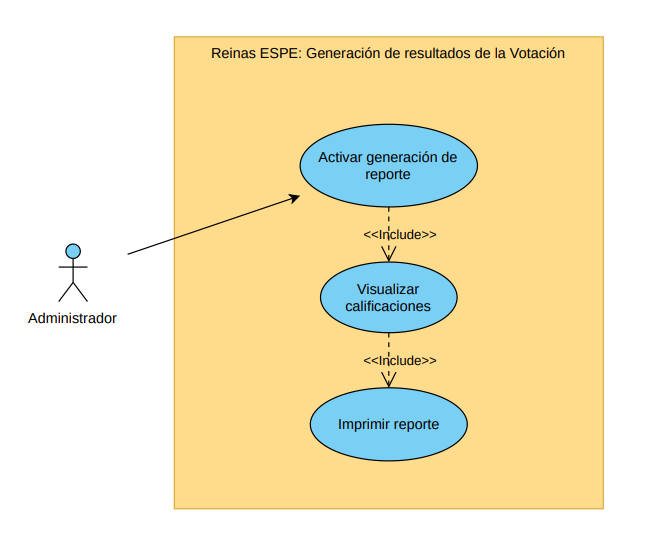 Reinas ESPE: Generación de resultados de la Votación
Activar generación de
reporte
<<Include>>
Visualizar
calificaciones
Administrador
<<Include>>
Imprimir reporte